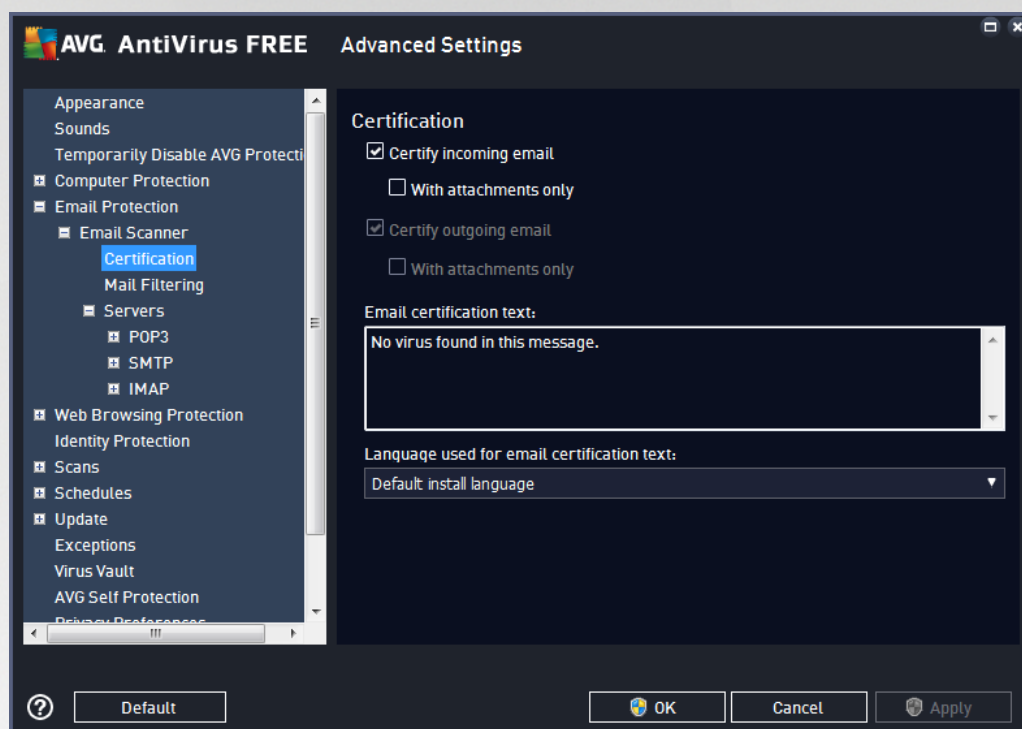 AVG AntiVirus FREE Advanced Settings
Appearance
Sounds
Temporarily Disable AVG Protecti
Computer Protection
Email Protection
Email Scanner
Certification
Mail Filtering
Servers
POP3
SMTP
IMAP
Web Browsing Protection
Identity Protection
Scans
Schedules
Update
Exceptions
Virus Vault
AVG Self Protection
Privacy Preferences
Certification
Certify incoming email
With attachments only
Certify outgoing email
With attachments only
Email certification text:
No virus found in this message.
Language used for email certification text:
Default install language
? Default OK Cancel Apply